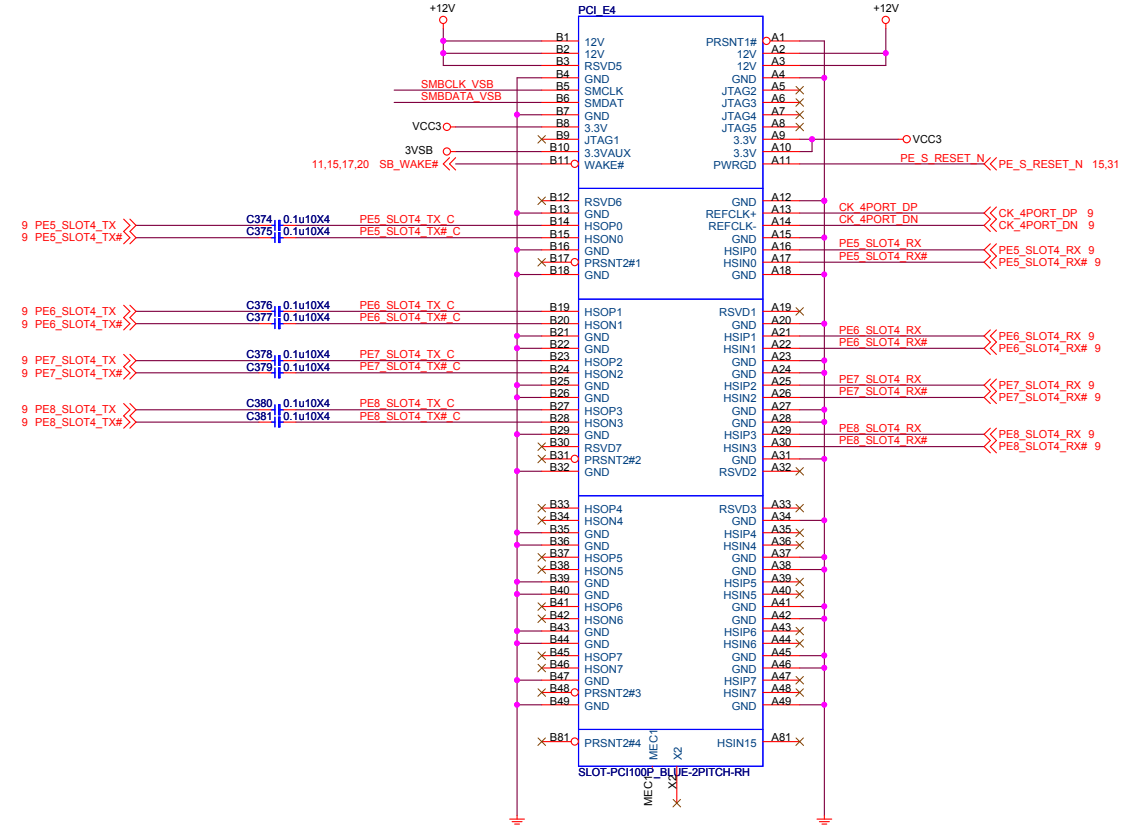 +12V PCI_E4 +12V
B1 12V PRSNT1# A1
B2 12V 12V A2
B3 RSVD5 12V A3
B4 GND GND A4
SMBCLK_VSB B5 SMCLK JTAG2 A5
SMBDATA_VSB B6 SMDAT JTAG3 A6
B7 GND JTAG4 A7
VCC3 B8 3.3V JTAG5 A8
B9 JTAG1 3.3V A9 VCC3
3VSB B10 3.3VAUX 3.3V A10
11,15,17,20 SB_WAKE# B11 WAKE# PWRGD A11 PE_S_RESET_N PE_S_RESET_N 15,31
B12 RSVD6 GND A12
B13 GND REFCLK+ A13 CK_4PORT_DP CK_4PORT_DP 9
9 PE5_SLOT4_TX C374 0.1u10X4 PE5_SLOT4_TX_C B14 HSOP0 REFCLK- A14 CK_4PORT_DN CK_4PORT_DN 9
9 PE5_SLOT4_TX# C375 0.1u10X4 PE5_SLOT4_TX#_C B15 HSON0 GND A15
B16 GND HSIP0 A16 PE5_SLOT4_RX PE5_SLOT4_RX 9
B17 PRSNT2#1 HSIN0 A17 PE5_SLOT4_RX# PE5_SLOT4_RX# 9
B18 GND GND A18
9 PE6_SLOT4_TX C376 0.1u10X4 PE6_SLOT4_TX_C B19 HSOP1 RSVD1 A19
9 PE6_SLOT4_TX# C377 0.1u10X4 PE6_SLOT4_TX#_C B20 HSON1 GND A20
B21 GND HSIP1 A21 PE6_SLOT4_RX PE6_SLOT4_RX 9
B22 GND HSIN1 A22 PE6_SLOT4_RX# PE6_SLOT4_RX# 9
9 PE7_SLOT4_TX C378 0.1u10X4 PE7_SLOT4_TX_C B23 HSOP2 GND A23
9 PE7_SLOT4_TX# C379 0.1u10X4 PE7_SLOT4_TX#_C B24 HSON2 GND A24
B25 GND HSIP2 A25 PE7_SLOT4_RX PE7_SLOT4_RX 9
B26 GND HSIN2 A26 PE7_SLOT4_RX# PE7_SLOT4_RX# 9
9 PE8_SLOT4_TX C380 0.1u10X4 PE8_SLOT4_TX_C B27 HSOP3 GND A27
9 PE8_SLOT4_TX# C381 0.1u10X4 PE8_SLOT4_TX#_C B28 HSON3 GND A28
B29 GND HSIP3 A29 PE8_SLOT4_RX PE8_SLOT4_RX 9
B30 RSVD7 HSIN3 A30 PE8_SLOT4_RX# PE8_SLOT4_RX# 9
B31 PRSNT2#2 GND A31
B32 GND RSVD2 A32
B33 HSOP4 RSVD3 A33
B34 HSON4 GND A34
B35 GND HSIP4 A35
B36 GND HSIN4 A36
B37 HSOP5 GND A37
B38 HSON5 GND A38
B39 GND HSIP5 A39
B40 GND HSIN5 A40
B41 HSOP6 GND A41
B42 HSON6 GND A42
B43 GND HSIP6 A43
B44 GND HSIN6 A44
B45 HSOP7 GND A45
B46 HSON7 GND A46
B47 GND HSIP7 A47
B48 PRSNT2#3 HSIN7 A48
B49 GND GND A49
B81 PRSNT2#4 MEC1 X2 HSIN15 A81
SLOT-PCI100P_BLUE-2PITCH-RH
MEC1 X2